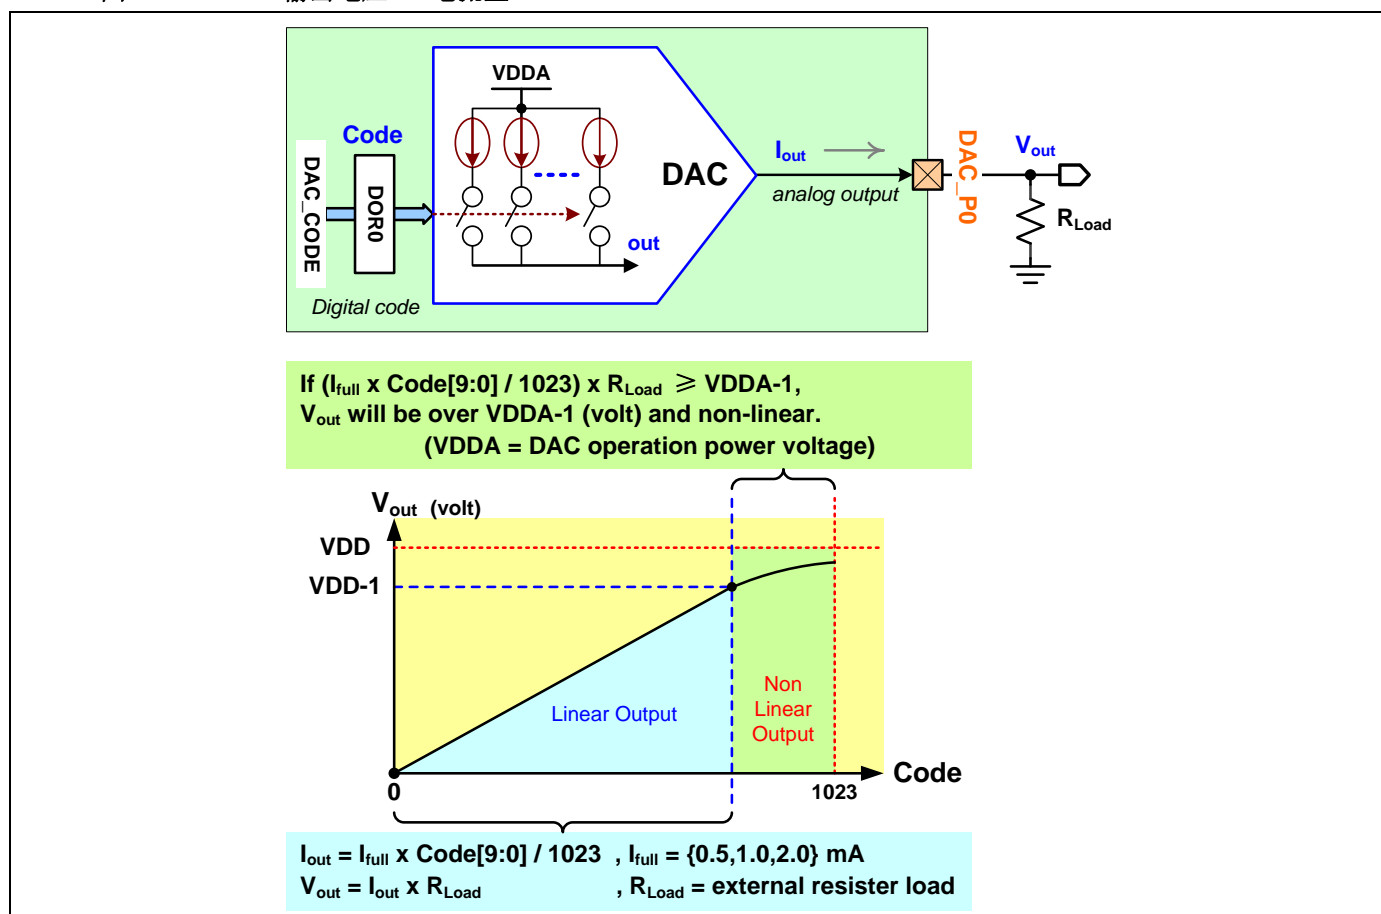 VDDA
Code
DAC_CODE
DOR0
DAC
out
Digital code
Iout
analog output
DAC_P0
Vout
RLoad
If (Ifull x Code[9:0] / 1023) x RLoad ≥ VDDA-1,
Vout will be over VDDA-1 (volt) and non-linear.
(VDDA = DAC operation power voltage)
Vout (volt)
VDD
VDD-1
Linear Output
Non
Linear
Output
Code
0
1023
Iout = Ifull x Code[9:0] / 1023 , Ifull = {0.5,1.0,2.0} mA
Vout = Iout x RLoad , RLoad = external resister load